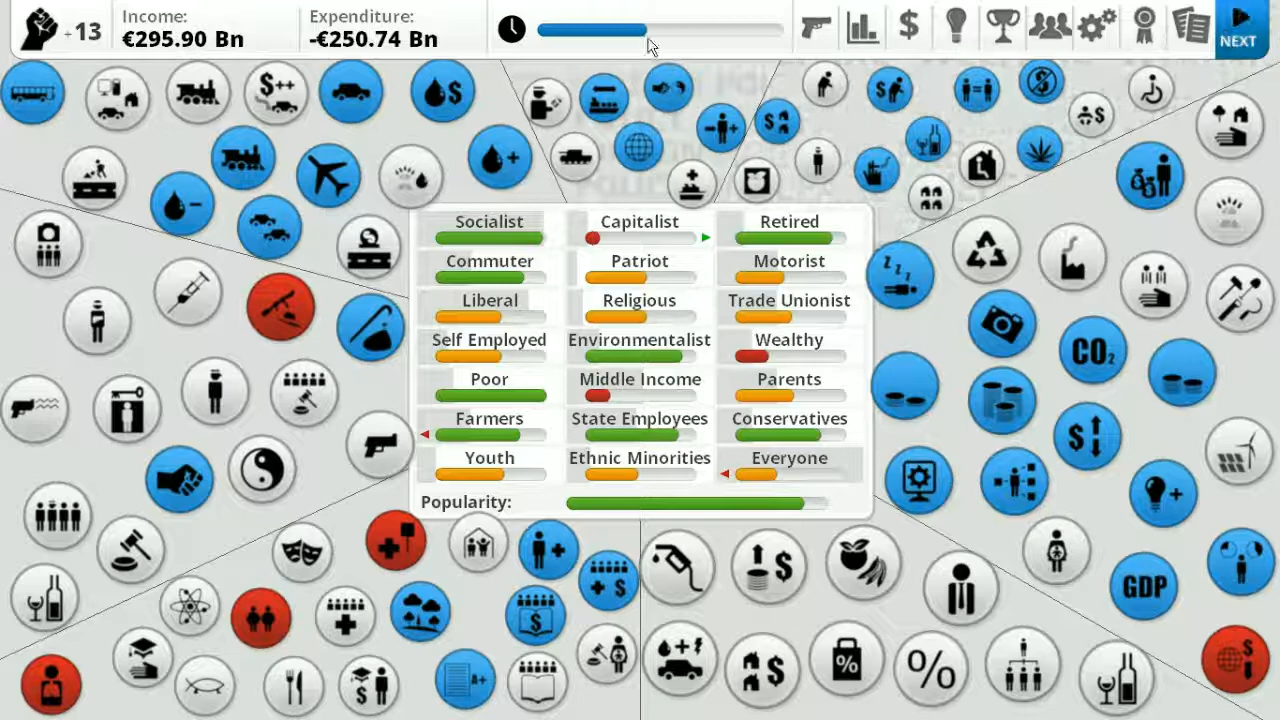 +13
Income:
€295.90 Bn
Expenditure:
-€250.74 Bn
$
NEXT
Socialist
Capitalist
Retired
Commuter
Patriot
Motorist
Liberal
Religious
Trade Unionist
Self Employed
Environmentalist
Wealthy
Poor
Middle Income
Parents
Farmers
State Employees
Conservatives
Youth
Ethnic Minorities
Everyone
Popularity:
$++
$
CO2
GDP
A+
%
%